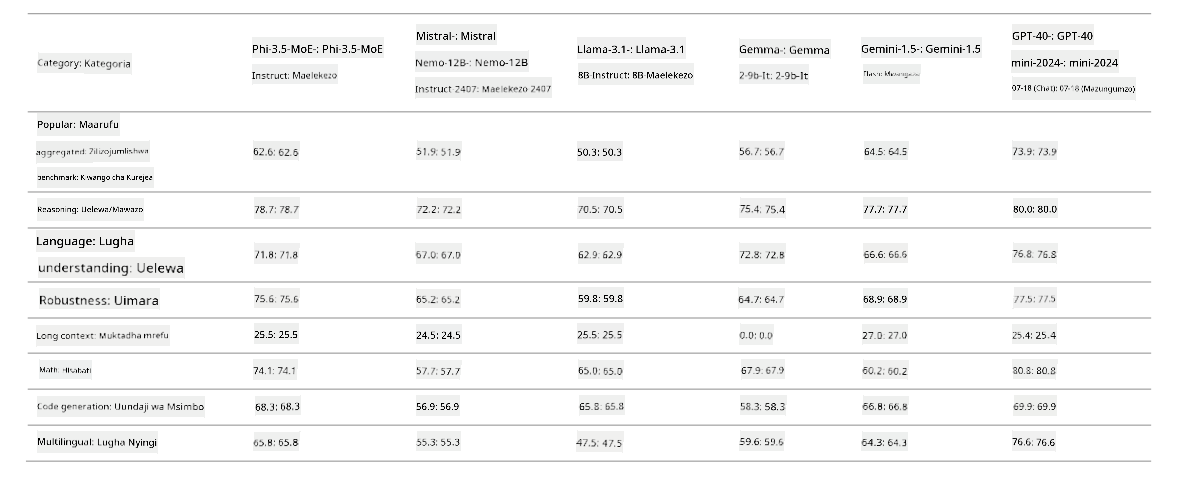 Category: Kategoria
Phi-3.5-MoE-: Phi-3.5-MoE
Instruct: Maelekezo
Mistral-: Mistral
Nemo-12B-: Nemo-12B
Instruct-2407: Maelekezo-2407
Llama-3.1-: Llama-3.1
8B-Instruct: 8B-Maelekezo
Gemma-: Gemma
2-9b-It: 2-9b-It
Gemini-1.5-: Gemini-1.5
GPT-40-: GPT-40
mini-2024-: mini-2024
07-18 (Chat): 07-18 (Mazungumzo)
Popular: Maarufu
aggregated: Zilizojumlishwa
benchmark: Kiwango cha Kurejea
62.6: 62.6
51.9: 51.9
50.3: 50.3
56.7: 56.7
64.5: 64.5
73.9: 73.9
Reasoning: Uelewa/Mawazo
78.7: 78.7
72.2: 72.2
70.5: 70.5
75.4: 75.4
77.7: 77.7
80.0: 80.0
Language: Lugha
understanding: Uelewa
71.8: 71.8
67.0: 67.0
62.9: 62.9
72.8: 72.8
66.6: 66.6
76.8: 76.8
Robustness: Uimara
75.6: 75.6
65.2: 65.2
59.8: 59.8
64.7: 64.7
68.9: 68.9
77.5: 77.5
Long context: Muktadha mrefu
25.5: 25.5
24.5: 24.5
25.5: 25.5
0.0: 0.0
27.0: 27.0
25.4: 25.4
Math: Hisabati
74.1: 74.1
57.7: 57.7
65.0: 65.0
67.9: 67.9
60.2: 60.2
80.8: 80.8
Code generation: Uundaji wa Msimbo
68.3: 68.3
56.9: 56.9
65.8: 65.8
58.3: 58.3
66.8: 66.8
69.9: 69.9
Multilingual: Lugha Nyingi
65.8: 65.8
55.3: 55.3
47.5: 47.5
59.6: 59.6
64.3: 64.3
76.6: 76.6